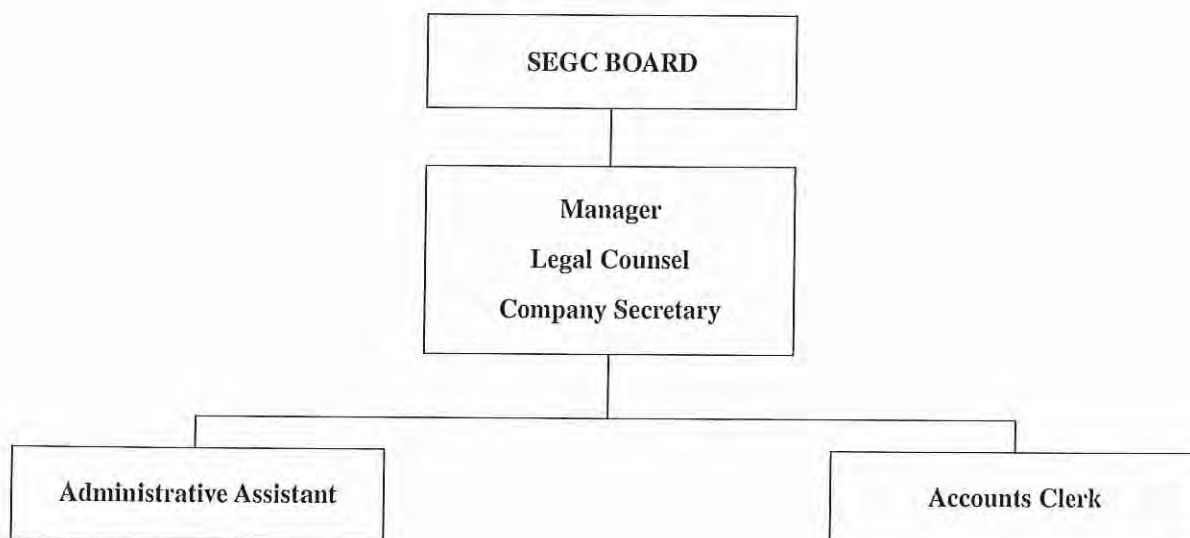 SEGC BOARD
Manager
Legal Counsel
Company Secretary
Administrative Assistant
Accounts Clerk